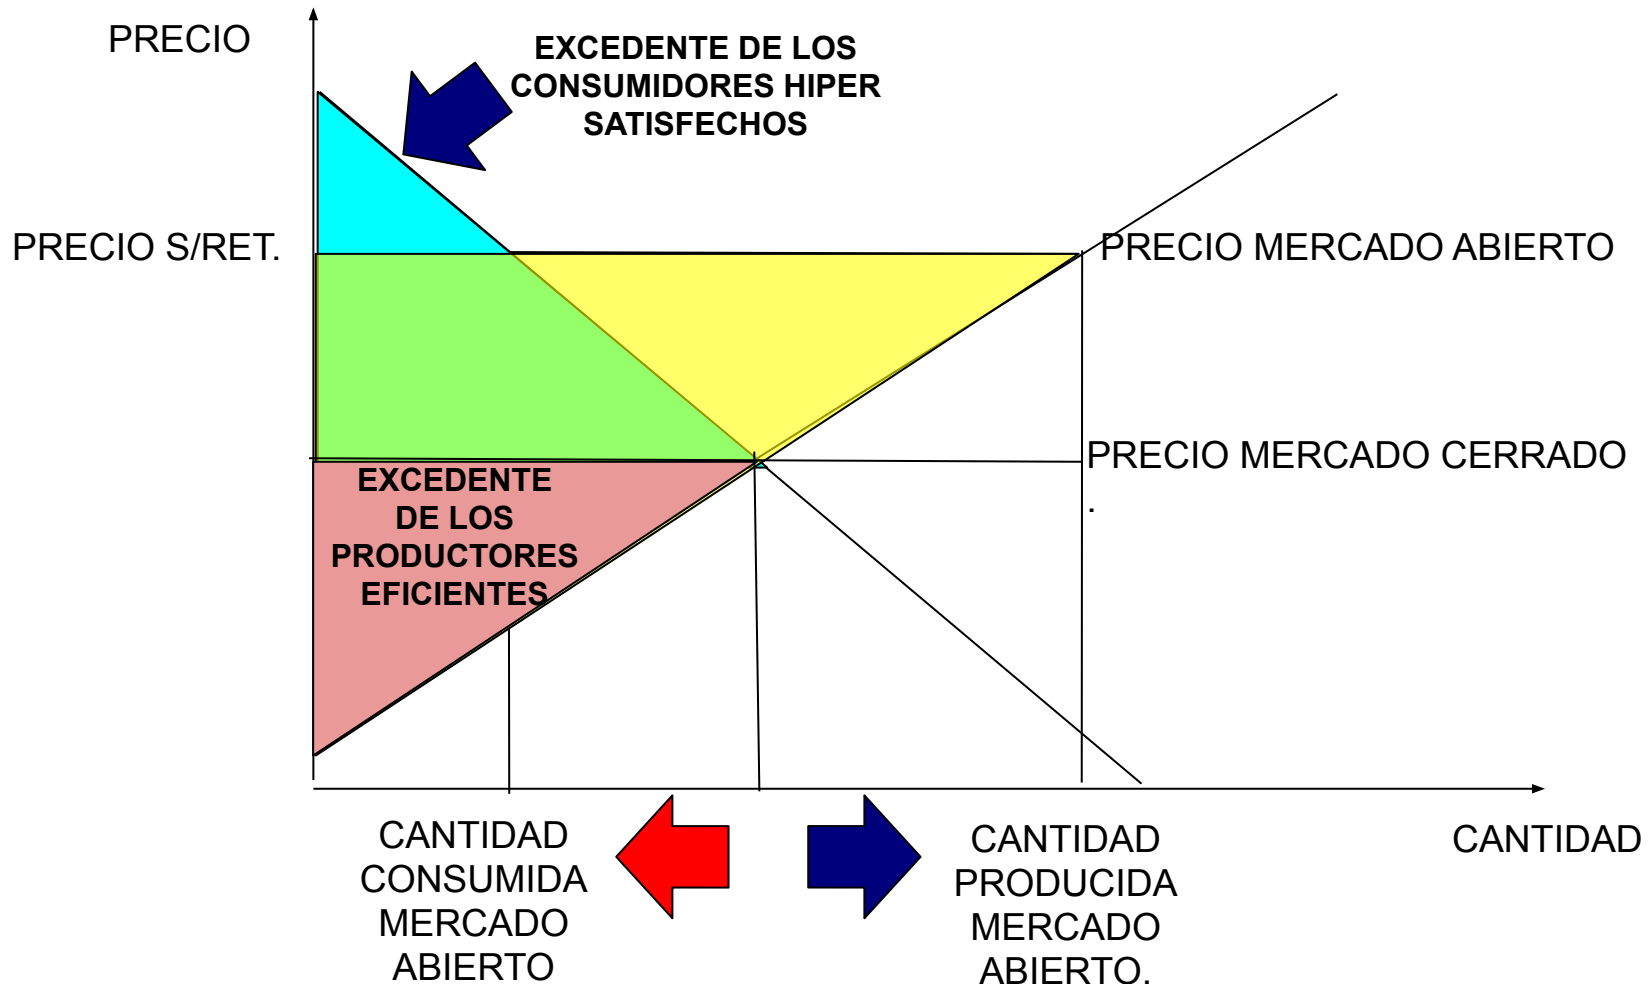 PRECIO
EXCEDENTE DE LOS
CONSUMIDORES HIPER
SATISFECHOS
PRECIO S/RET.
PRECIO MERCADO ABIERTO
PRECIO MERCADO CERRADO
.
EXCEDENTE
DE LOS
PRODUCTORES
EFICIENTES
CANTIDAD
CONSUMIDA
MERCADO
ABIERTO
CANTIDAD
PRODUCIDA
MERCADO
ABIERTO.
CANTIDAD